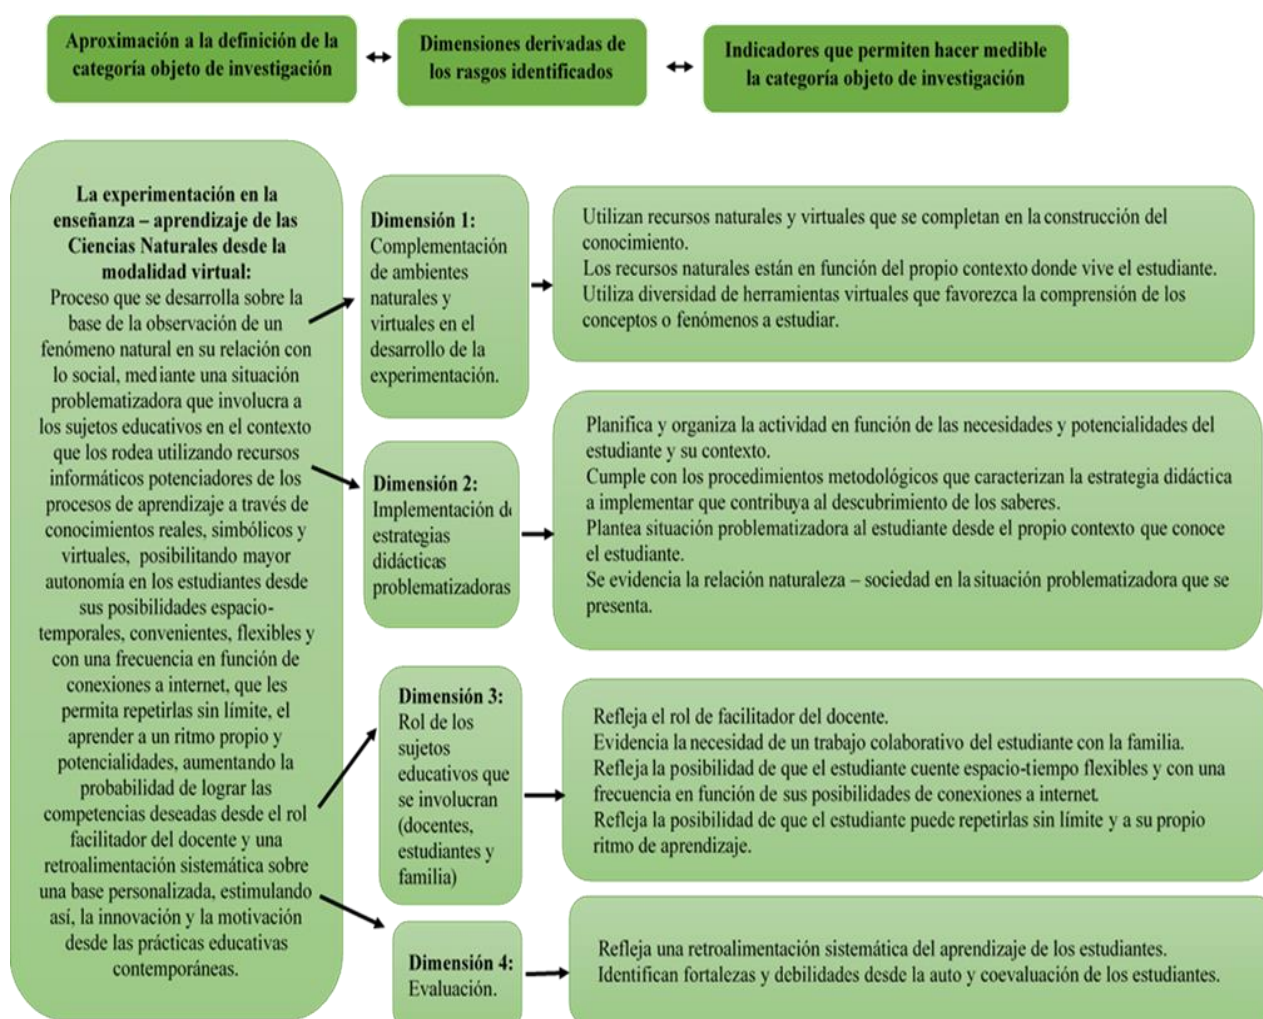 Aproximación a la definición de la
categoría objeto de investigación
Dimensiones derivadas de
los rasgos identificados
Indicadores que permiten hacer medible
la categoría objeto de investigación
La experimentación en la
enseñanza – aprendizaje de las
Ciencias Naturales desde la
modalidad virtual:
Proceso que se desarrolla sobre la
base de la observación de un
fenómeno natural en su relación con
lo social, mediante una situación
problematizadora que involucra a
los sujetos educativos en el contexto
que los rodea utilizando recursos
informáticos potenciadores de los
procesos de aprendizaje a través de
conocimientos reales, simbólicos y
virtuales, posibilitando mayor
autonomía en los estudiantes desde
sus posibilidades espacio-
temporales, convenientes, flexibles y
con una frecuencia en función de
conexiones a internet, que les
permita repetirlas sin límite, el
aprender a un ritmo propio y
potencialidades, aumentando la
probabilidad de lograr las
competencias deseadas desde el rol
facilitador del docente y una
retroalimentación sistemática sobre
una base personalizada, estimulando
así, la innovación y la motivación
desde las prácticas educativas
contemporáneas.
Dimensión 1:
Complementación
de ambientes
naturales y
virtuales en el
desarrollo de la
experimentación.
Utilizan recursos naturales y virtuales que se completan en la construcción del
conocimiento.
Los recursos naturales están en función del propio contexto donde vive el estudiante.
Utiliza diversidad de herramientas virtuales que favorezca la comprensión de los
conceptos o fenómenos a estudiar.
Dimensión 2:
Implementación de
estrategias
didácticas
problematizadoras
Planifica y organiza la actividad en función de las necesidades y potencialidades del
estudiante y su contexto.
Cumple con los procedimientos metodológicos que caracterizan la estrategia didáctica
a implementar que contribuya al descubrimiento de los saberes.
Plantea situación problematizadora al estudiante desde el propio contexto que conoce
el estudiante.
Se evidencia la relación naturaleza – sociedad en la situación problematizadora que se
presenta.
Dimensión 3:
Rol de los
sujetos
educativos que
se involucran
(docentes,
estudiantes y
familia)
Refleja el rol de facilitador del docente.
Evidencia la necesidad de un trabajo colaborativo del estudiante con la familia.
Refleja la posibilidad de que el estudiante cuente espacio-tiempo flexibles y con una
frecuencia en función de sus posibilidades de conexiones a internet.
Refleja la posibilidad de que el estudiante puede repetirlas sin límite y a su propio
ritmo de aprendizaje.
Dimensión 4:
Evaluación.
Refleja una retroalimentación sistemática del aprendizaje de los estudiantes.
Identifican fortalezas y debilidades desde la auto y coevaluación de los estudiantes.